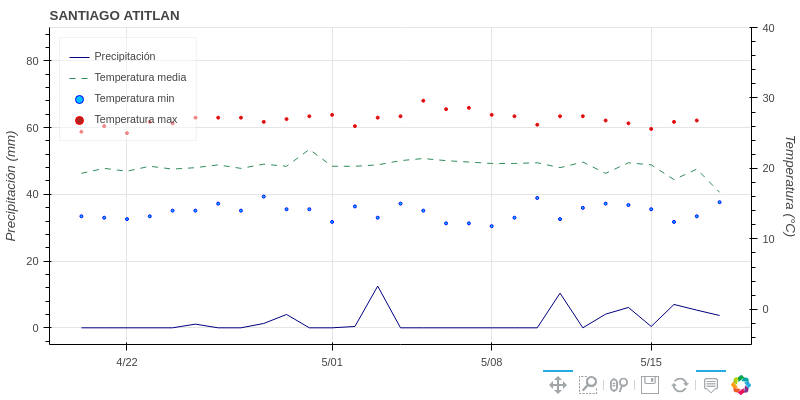 SANTIAGO ATITLAN
Precipitación
Temperatura media
Temperatura min
Temperatura max
Precipitación (mm)
80
60
40
20
0
Temperatura (°C)
40
30
20
10
0
4/22
5/01
5/08
5/15